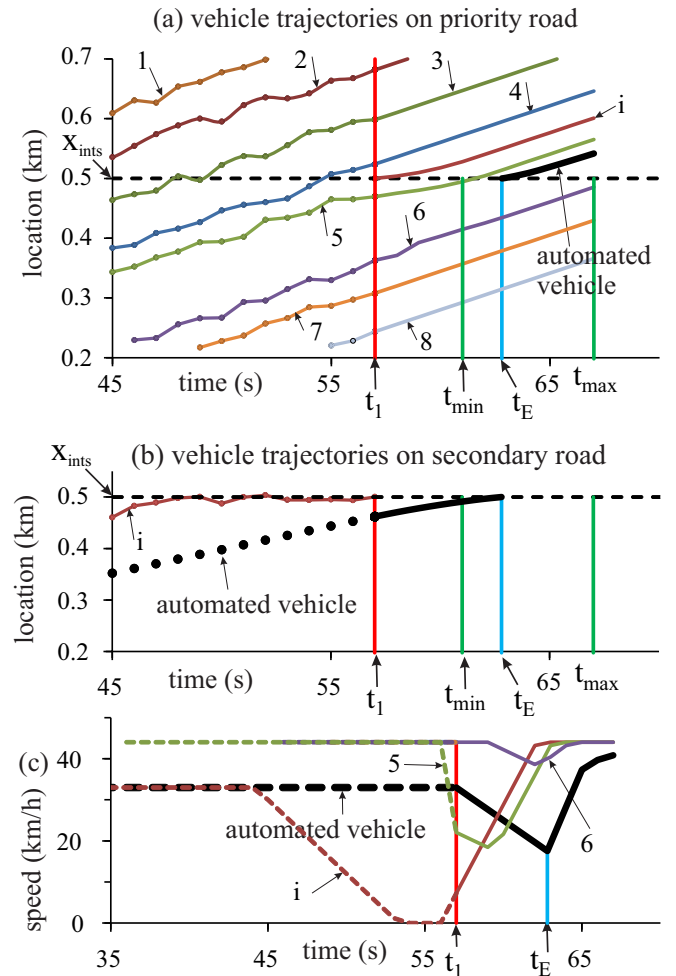 (a) vehicle trajectories on priority road
0.7
1
2
3
4
i
0.6
X_ints
0.5
location (km)
5
6
automated
vehicle
0.4
0.3
7
8
0.2
45
time (s)
55
65
t_1
t_min
t_E
t_max
X_ints
(b) vehicle trajectories on secondary road
0.5
i
location (km)
0.4
automated vehicle
0.3
0.2
45
time (s)
55
65
t_1
t_min
t_E
t_max
(c)
40
5
automated vehicle
6
speed (km/h)
20
i
0
35
45
time (s)
55
65
t_1
t_E